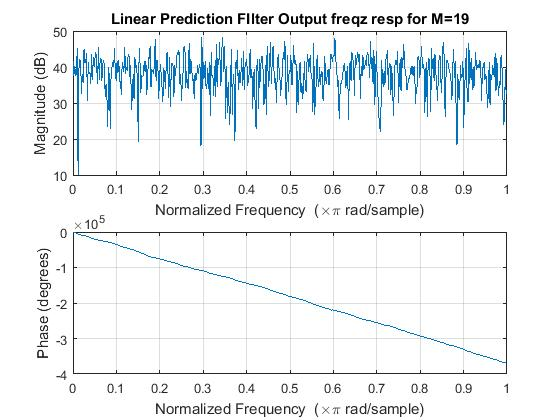 Linear Prediction FIlter Output freqz resp for M=19
50
40
30
20
10
Magnitude (dB)
0 0.1 0.2 0.3 0.4 0.5 0.6 0.7 0.8 0.9 1
Normalized Frequency (×π rad/sample)
×10^5
0
-1
-2
-3
-4
Phase (degrees)
0 0.1 0.2 0.3 0.4 0.5 0.6 0.7 0.8 0.9 1
Normalized Frequency (×π rad/sample)